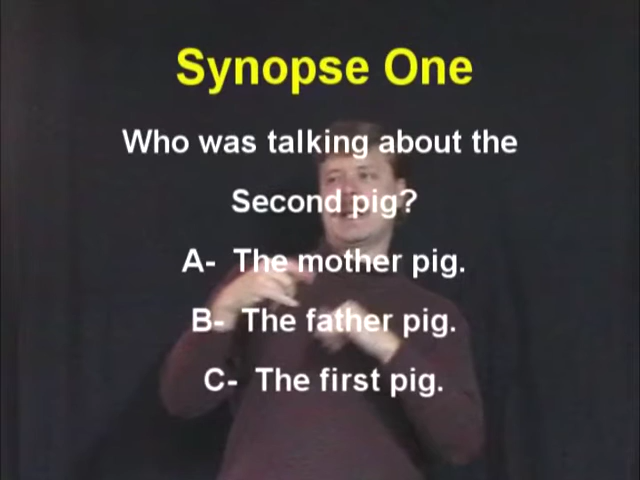 Synopse One
Who was talking about the
Second pig?
A-  The mother pig.
B-  The father pig.
C-  The first pig.